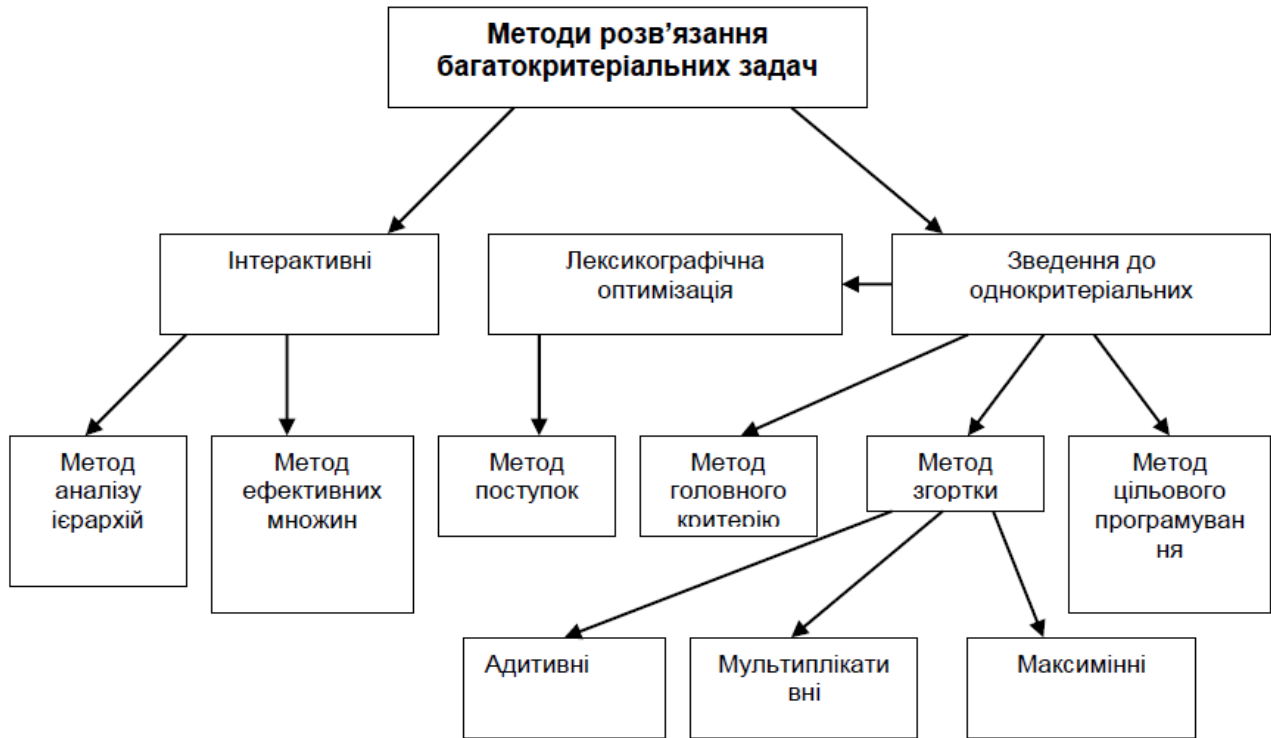 Методи розв’язання
багатокритеріальних задач
Інтерактивні
Лексикографічна
оптимізація
Зведення до
однокритеріальних
Метод
аналізу
ієрархій
Метод
ефективних
множин
Метод
поступок
Метод
головного
критерію
Метод
згортки
Метод
цільового
програмуван
ня
Адитивні
Мультиплікати
вні
Максимінні